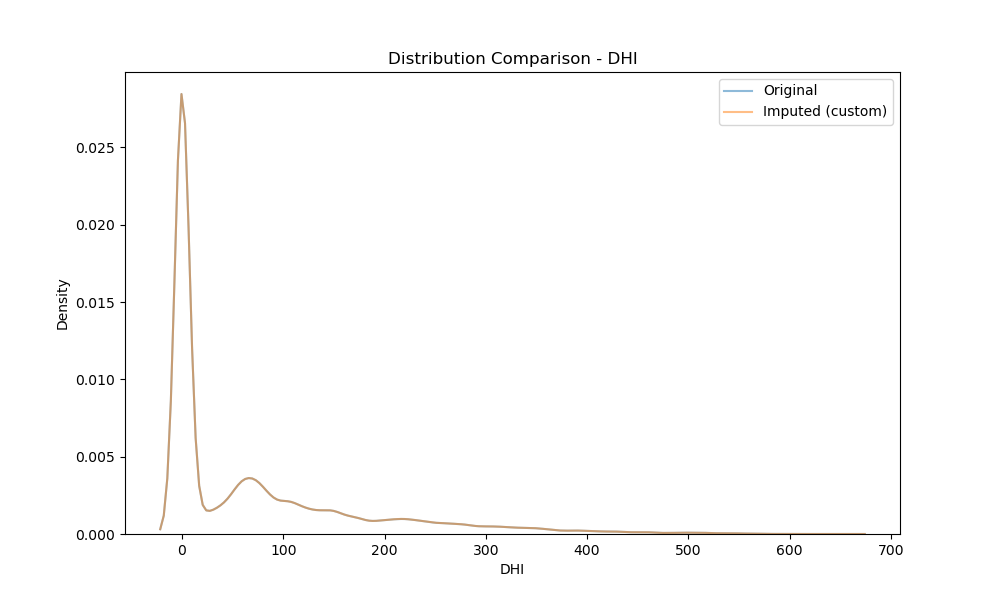 Distribution Comparison - DHI
Original
Imputed (custom)
0.025
0.020
0.015
0.010
0.005
0.000
Density
0 100 200 300 400 500 600 700
DHI